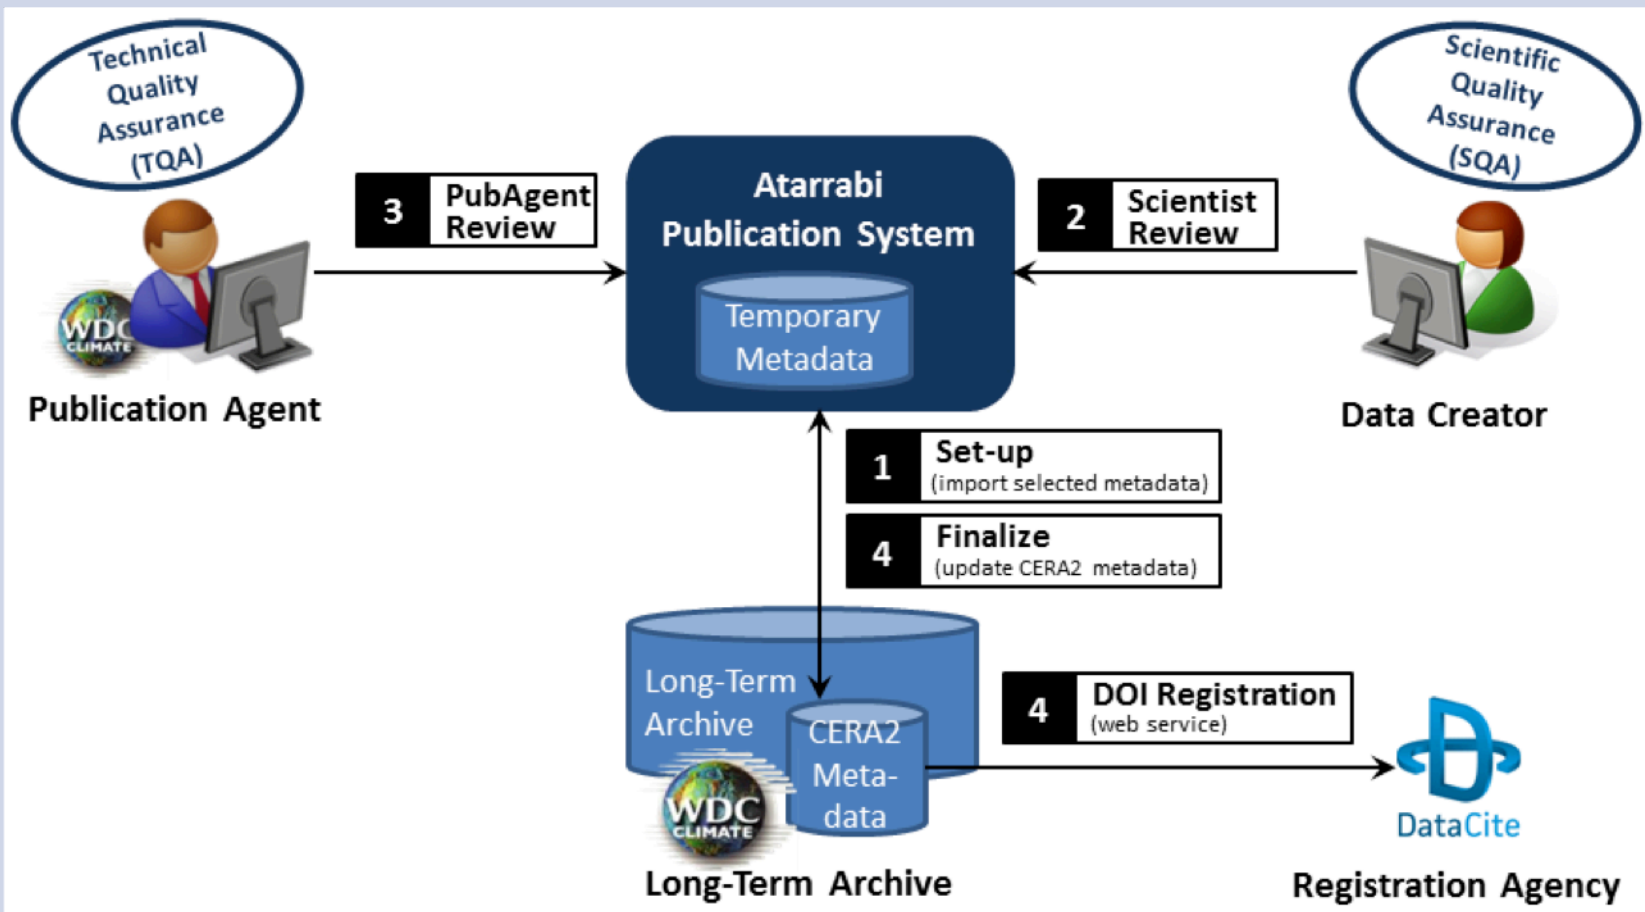 Technical
Quality
Assurance
(TQA)
Scientific
Quality
Assurance
(SQA)
3
PubAgent
Review
Atarrabi
Publication System
2
Scientist
Review
Temporary
Metadata
WDC
CLIMATE
Publication Agent
Data Creator
1
Set-up
(import selected metadata)
4
Finalize
(update CERA2 metadata)
Long-Term
Archive
CERA2
Meta-
data
WDC
CLIMATE
Long-Term Archive
4
DOI Registration
(web service)
DataCite
Registration Agency